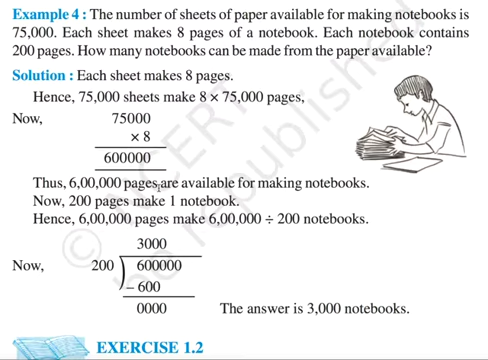 Example 4 : The number of sheets of paper available for making notebooks is
75,000. Each sheet makes 8 pages of a notebook. Each notebook contains
200 pages. How many notebooks can be made from the paper available?
Solution : Each sheet makes 8 pages.
Hence, 75,000 sheets make 8 × 75,000 pages,
Now, 75000
× 8
600000
Thus, 6,00,000 pages are available for making notebooks.
Now, 200 pages make 1 notebook.
Hence, 6,00,000 pages make 6,00,000 ÷ 200 notebooks.
3000
Now, 200 ) 600000
– 600
0000 The answer is 3,000 notebooks.
EXERCISE 1.2
© NCERT
be republished